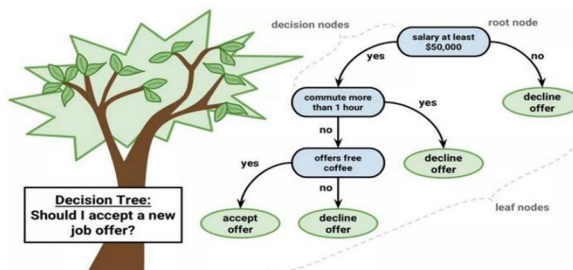 decision nodes
root node
salary at least
$50,000
yes
no
commute more
than 1 hour
yes
decline
offer
no
yes
offers free
coffee
decline
offer
no
leaf nodes
Decision Tree:
Should I accept a new
job offer?
accept
offer
decline
offer